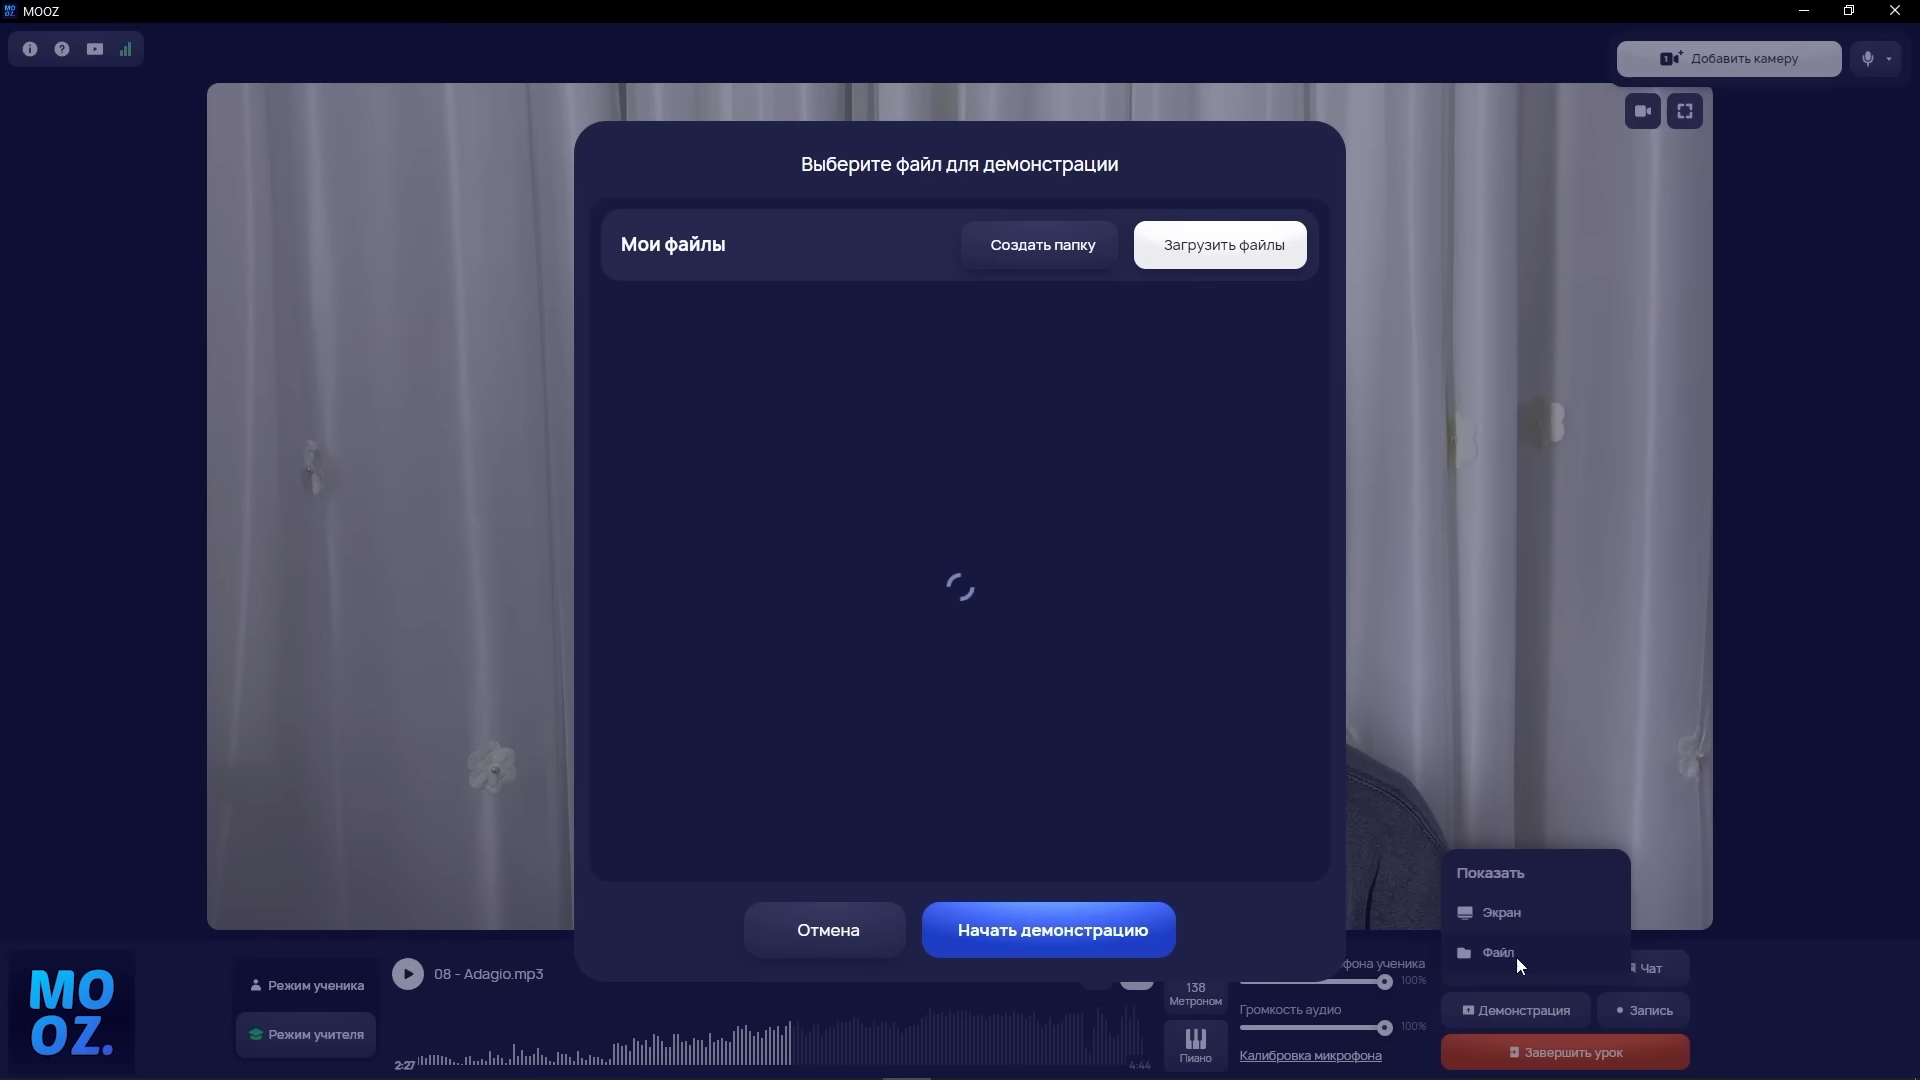 MOOZ
Добавить камеру
Выберите файл для демонстрации
Мои файлы
Создать папку
Загрузить файлы
Отмена
Начать демонстрацию
Показать
Экран
Файл
MO
OZ.
Режим ученика
Режим учителя
08 - Adagio.mp3
2:27
4:44
138
Метроном
Пиано
фона ученика
100%
Громкость аудио
100%
Калибровка микрофона
Чат
Демонстрация
Запись
Завершить урок